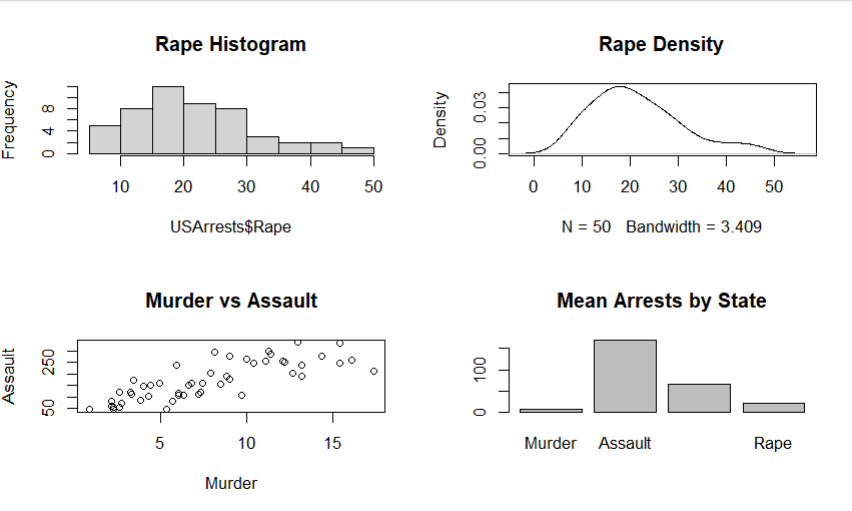 Rape Histogram
Frequency
0 4 8
10 20 30 40 50
USArrests$Rape
Rape Density
Density
0.00 0.03
0 10 20 30 40 50
N = 50 Bandwidth = 3.409
Murder vs Assault
Assault
50 250
5 10 15
Murder
Mean Arrests by State
0 100
Murder Assault Rape